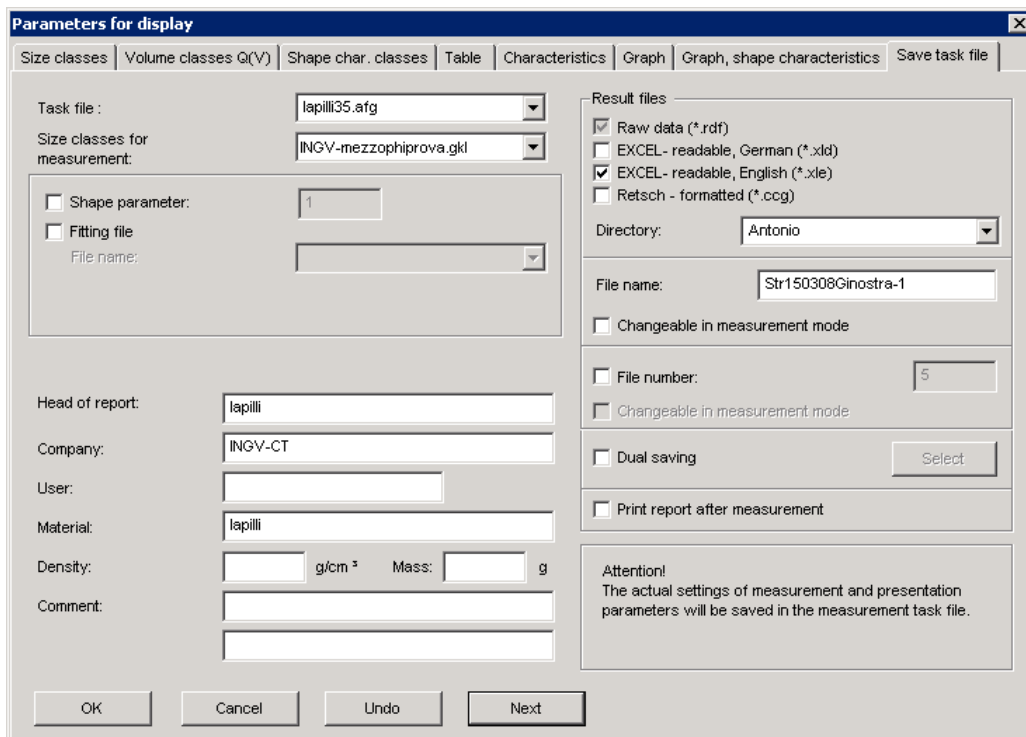 Parameters for display
Size classes
Volume classes Q(V)
Shape char. classes
Table
Characteristics
Graph
Graph, shape characteristics
Save task file
Task file :
lapilli35.afg
Size classes for
measurement:
INGV-mezzophiprova.gkl
Shape parameter:
1
Fitting file
File name:
Head of report:
lapilli
Company:
INGV-CT
User:
Material:
lapilli
Density:
g/cm ³
Mass:
g
Comment:
Result files
Raw data (*.rdf)
EXCEL- readable, German (*.xld)
EXCEL- readable, English (*.xle)
Retsch - formatted (*.ccg)
Directory:
Antonio
File name:
Str150308Ginostra-1
Changeable in measurement mode
File number:
5
Changeable in measurement mode
Dual saving
Select
Print report after measurement
Attention!
The actual settings of measurement and presentation
parameters will be saved in the measurement task file.
OK
Cancel
Undo
Next